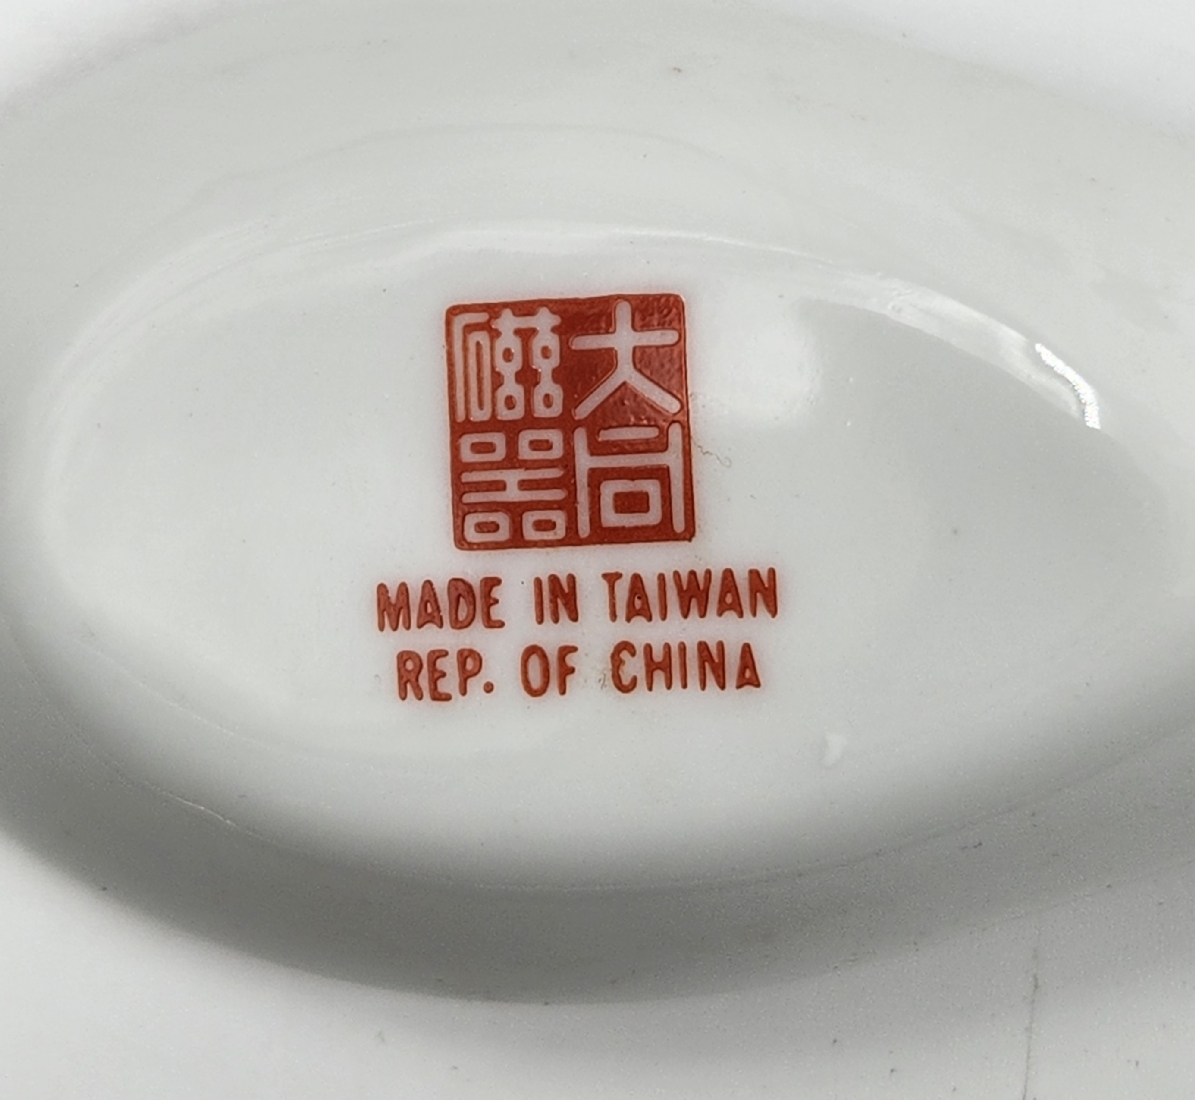 大同
磁器
MADE IN TAIWAN
REP. OF CHINA